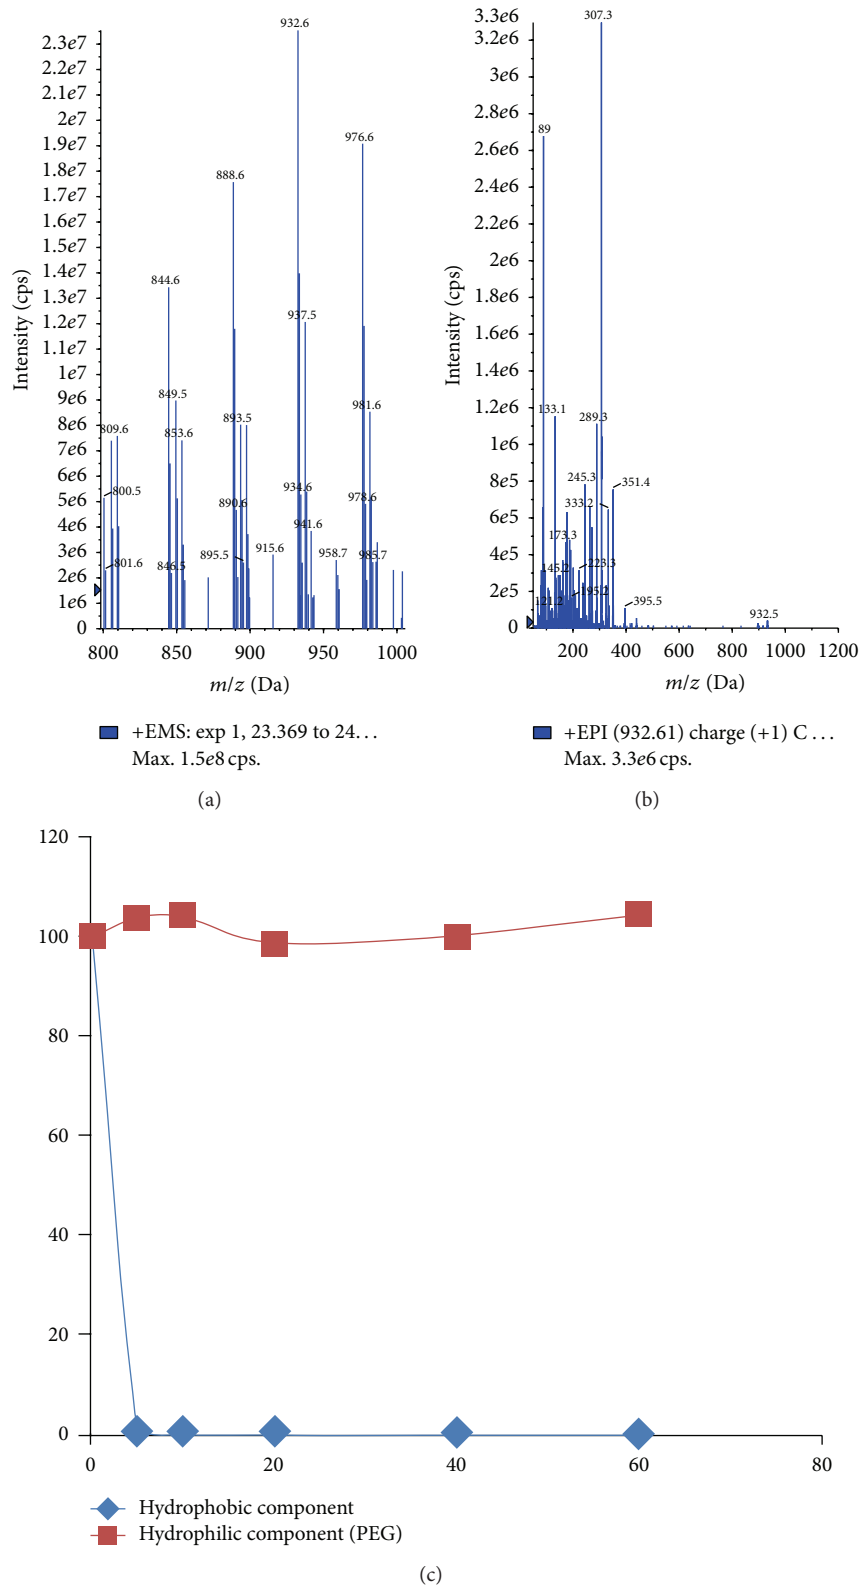 932.6
2.3e7
2.2e7
2.1e7
2e7
1.9e7
1.8e7
1.7e7
1.6e7
1.5e7
1.4e7
1.3e7
1.2e7
1.1e7
1e7
9e6
8e6
7e6
6e6
5e6
4e6
3e6
2e6
1e6
0
Intensity (cps)
976.6
888.6
844.6
937.5
849.5
981.6
893.5
809.6
853.6
934.6
800.5
978.6
890.6
941.6
895.5
915.6
958.7
985.7
801.6
846.5
800 850 900 950 1000
m/z (Da)
+EMS: exp 1, 23.369 to 24...
Max. 1.5e8 cps.
(a)
307.3
3.3e6
3.2e6
3e6
2.8e6
2.6e6
2.4e6
2.2e6
2e6
1.8e6
1.6e6
1.4e6
1.2e6
1e6
8e5
6e5
4e5
2e5
0
Intensity (cps)
89
133.1
289.3
245.3
351.4
333.2
173.3
145.2
223.3
195.2
121.2
395.5
932.5
200 400 600 800 1000 1200
m/z (Da)
+EPI (932.61) charge (+1) C ...
Max. 3.3e6 cps.
(b)
120
100
80
60
40
20
0
0 20 40 60 80
Hydrophobic component
Hydrophilic component (PEG)
(c)